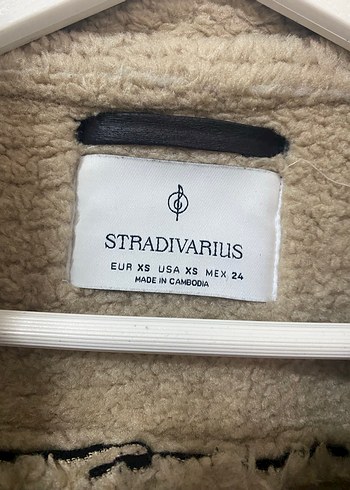 STRADIVARIUS
EUR XS USA XS MEX 24
MADE IN CAMBODIA